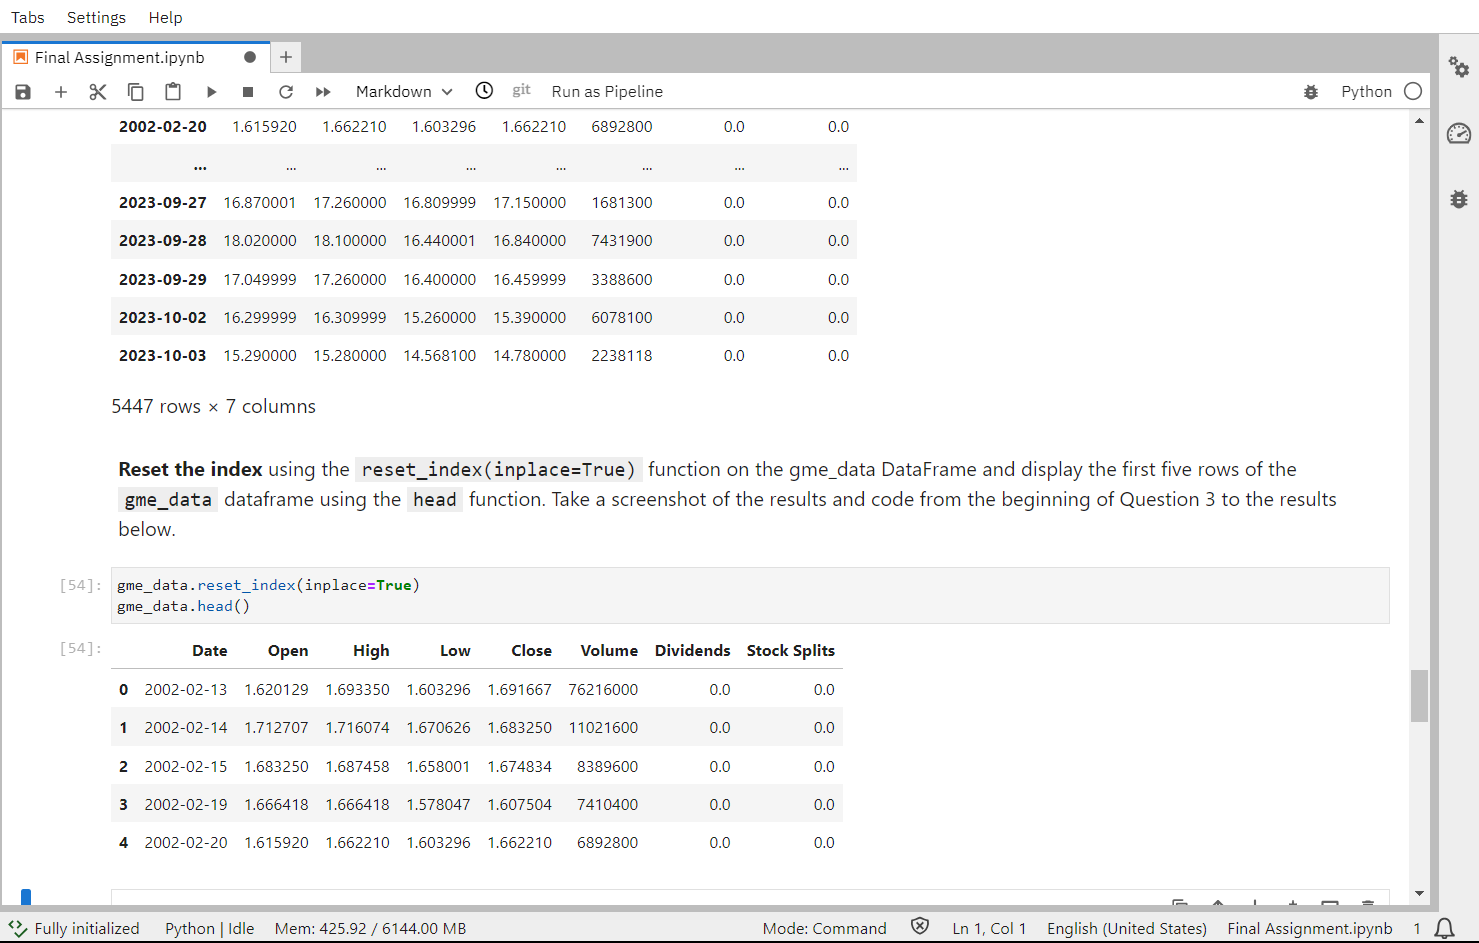 Tabs Settings Help
Final Assignment.ipynb
Markdown git Run as Pipeline Python
2002-02-20 1.615920 1.662210 1.603296 1.662210 6892800 0.0 0.0
... ... ... ... ... ... ... ...
2023-09-27 16.870001 17.260000 16.809999 17.150000 1681300 0.0 0.0
2023-09-28 18.020000 18.100000 16.440001 16.840000 7431900 0.0 0.0
2023-09-29 17.049999 17.260000 16.400000 16.459999 3388600 0.0 0.0
2023-10-02 16.299999 16.309999 15.260000 15.390000 6078100 0.0 0.0
2023-10-03 15.290000 15.280000 14.568100 14.780000 2238118 0.0 0.0
5447 rows × 7 columns
Reset the index using the reset_index(inplace=True) function on the gme_data DataFrame and display the first five rows of the
gme_data dataframe using the head function. Take a screenshot of the results and code from the beginning of Question 3 to the results
below.
[54]: gme_data.reset_index(inplace=True)
gme_data.head()
[54]: Date Open High Low Close Volume Dividends Stock Splits
0 2002-02-13 1.620129 1.693350 1.603296 1.691667 76216000 0.0 0.0
1 2002-02-14 1.712707 1.716074 1.670626 1.683250 11021600 0.0 0.0
2 2002-02-15 1.683250 1.687458 1.658001 1.674834 8389600 0.0 0.0
3 2002-02-19 1.666418 1.666418 1.578047 1.607504 7410400 0.0 0.0
4 2002-02-20 1.615920 1.662210 1.603296 1.662210 6892800 0.0 0.0
Fully initialized Python | Idle Mem: 425.92 / 6144.00 MB Mode: Command Ln 1, Col 1 English (United States) Final Assignment.ipynb 1